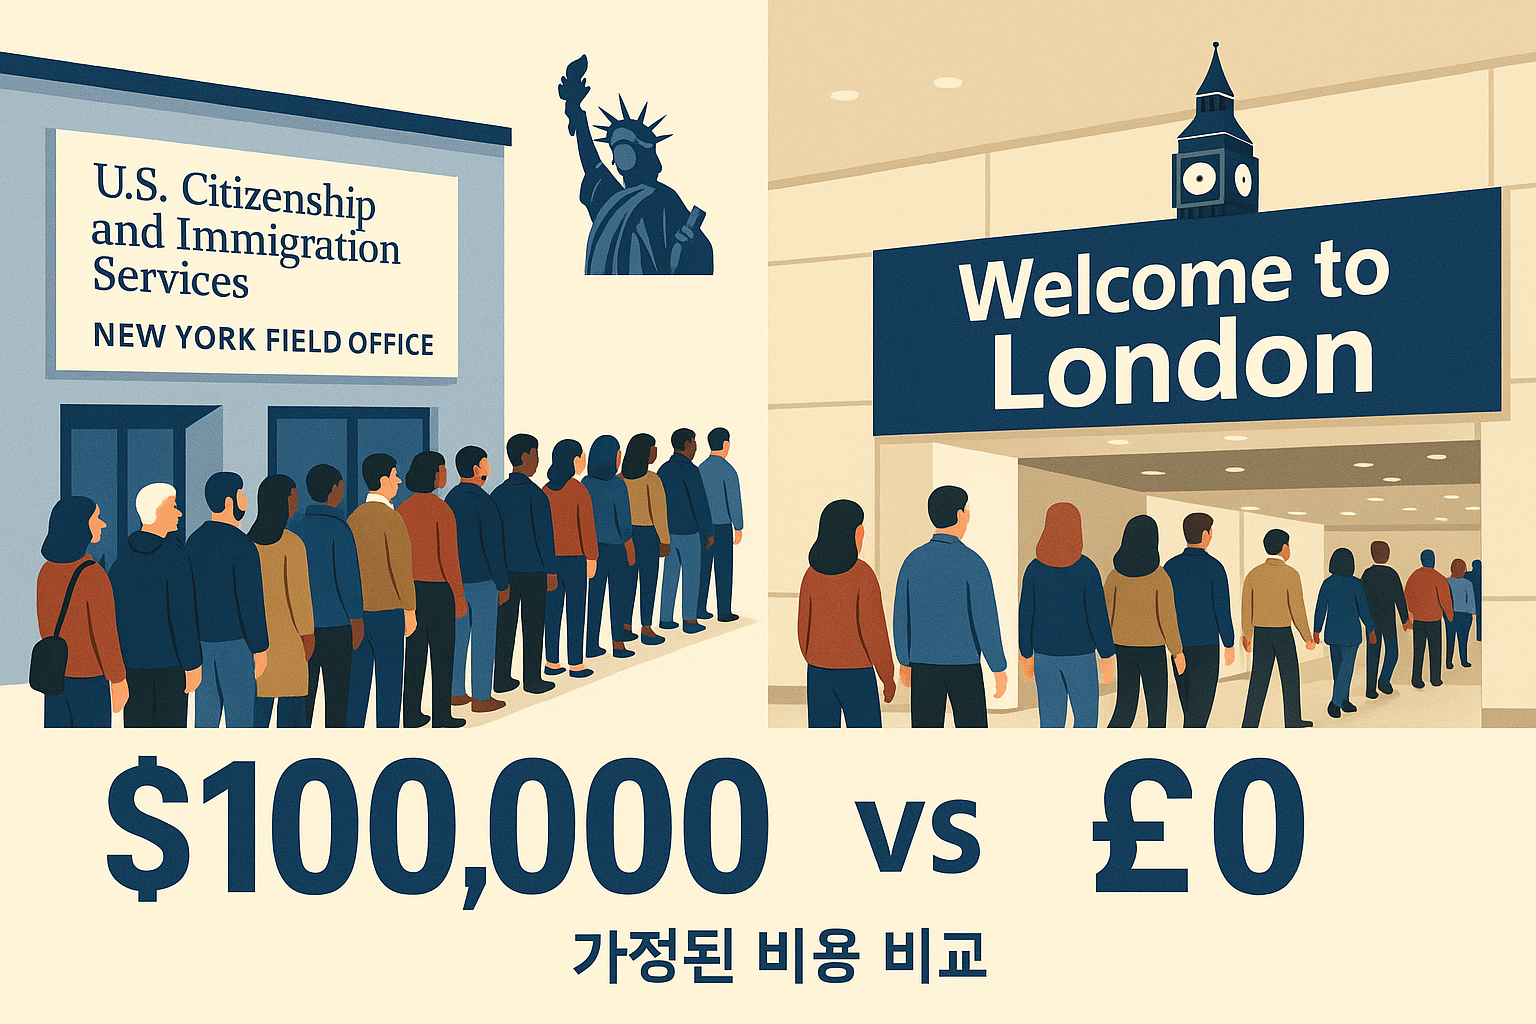 U.S. Citizenship
and Immigration
Services
NEW YORK FIELD OFFICE
Welcome to
London
$100,000 vs £0
가정된 비용 비교